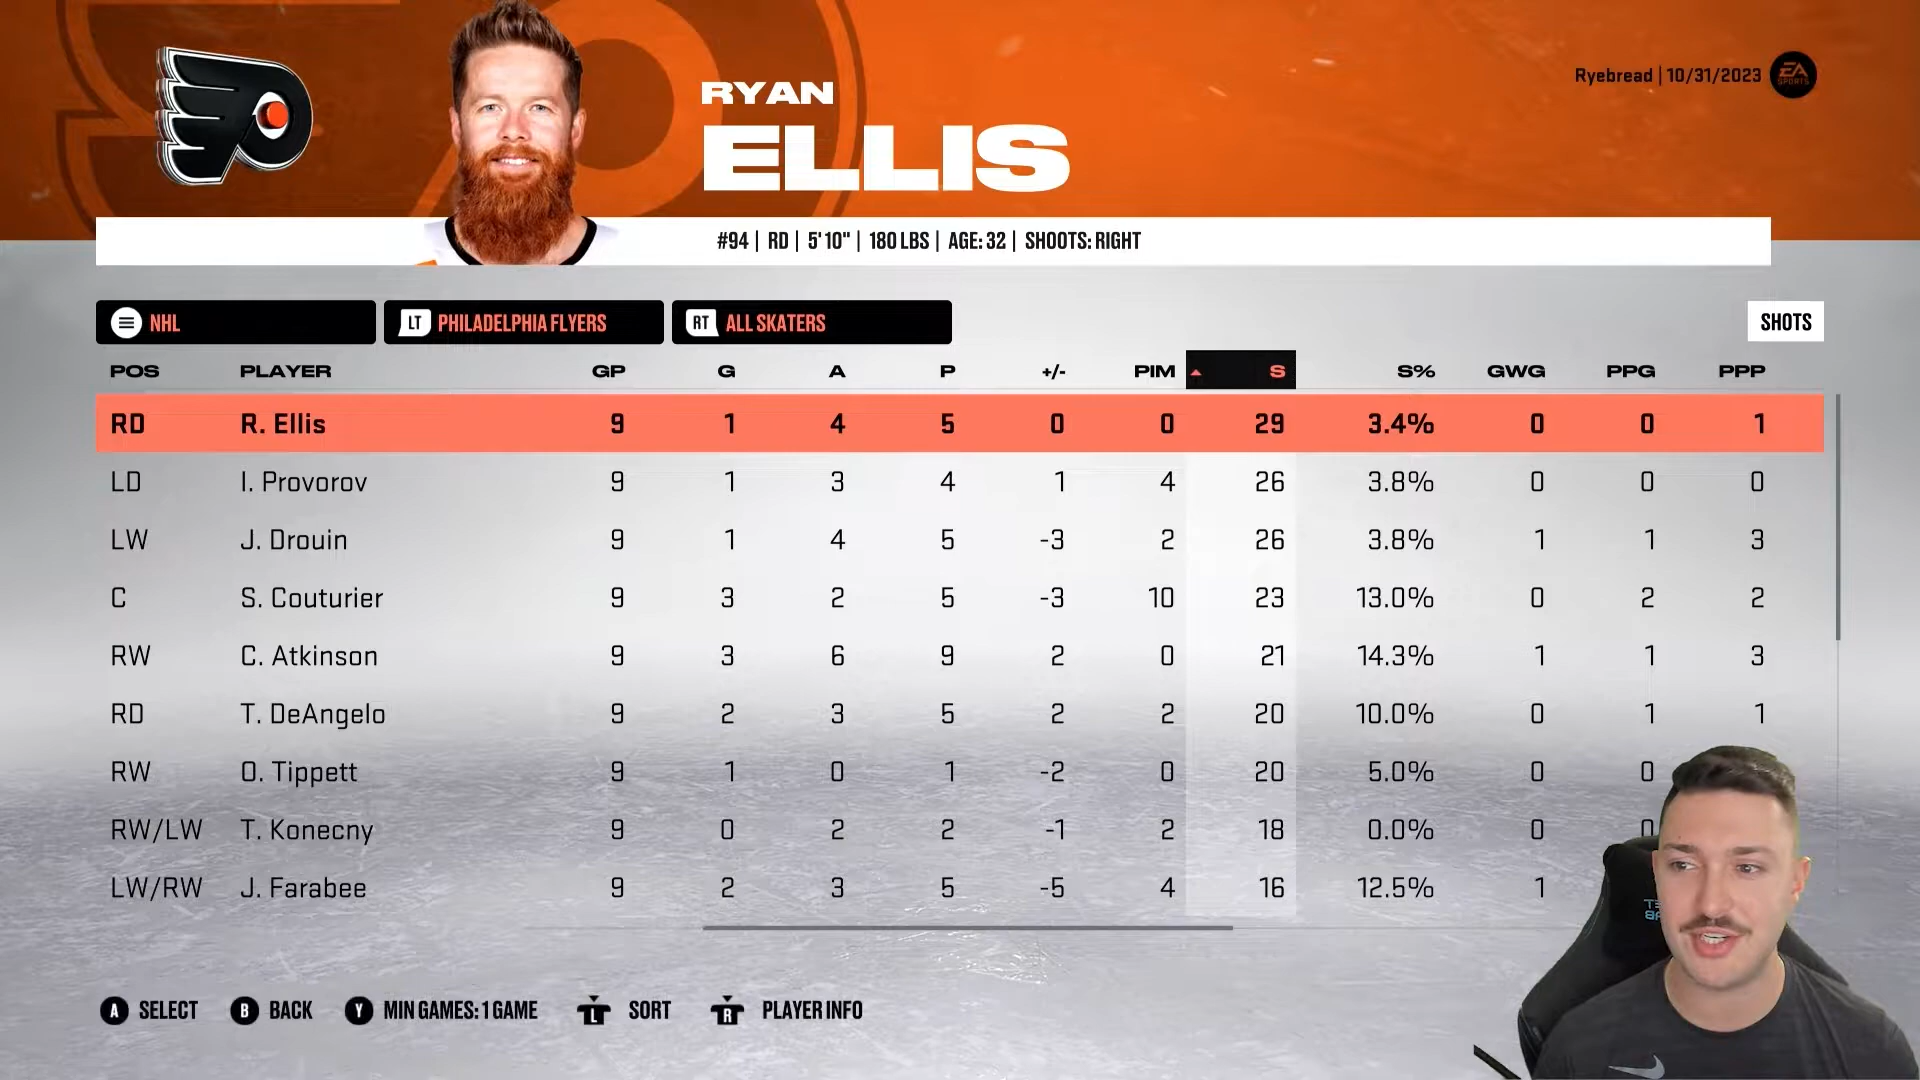 RYAN
ELLIS
Ryebread | 10/31/2023 EA SPORTS
#94 | RD | 5'10" | 180 LBS | AGE: 32 | SHOOTS: RIGHT
NHL LT PHILADELPHIA FLYERS RT ALL SKATERS SHOTS
POS PLAYER GP G A P +/- PIM S S% GWG PPG PPP
RD R. Ellis 9 1 4 5 0 0 29 3.4% 0 0 1
LD I. Provorov 9 1 3 4 1 4 26 3.8% 0 0 0
LW J. Drouin 9 1 4 5 -3 2 26 3.8% 1 1 3
C S. Couturier 9 3 2 5 -3 10 23 13.0% 0 2 2
RW C. Atkinson 9 3 6 9 2 0 21 14.3% 1 1 3
RD T. DeAngelo 9 2 3 5 2 2 20 10.0% 0 1 1
RW O. Tippett 9 1 0 1 -2 0 20 5.0% 0 0
RW/LW T. Konecny 9 0 2 2 -1 2 18 0.0% 0 0
LW/RW J. Farabee 9 2 3 5 -5 4 16 12.5% 1
A SELECT B BACK Y MIN GAMES: 1 GAME L SORT R PLAYER INFO